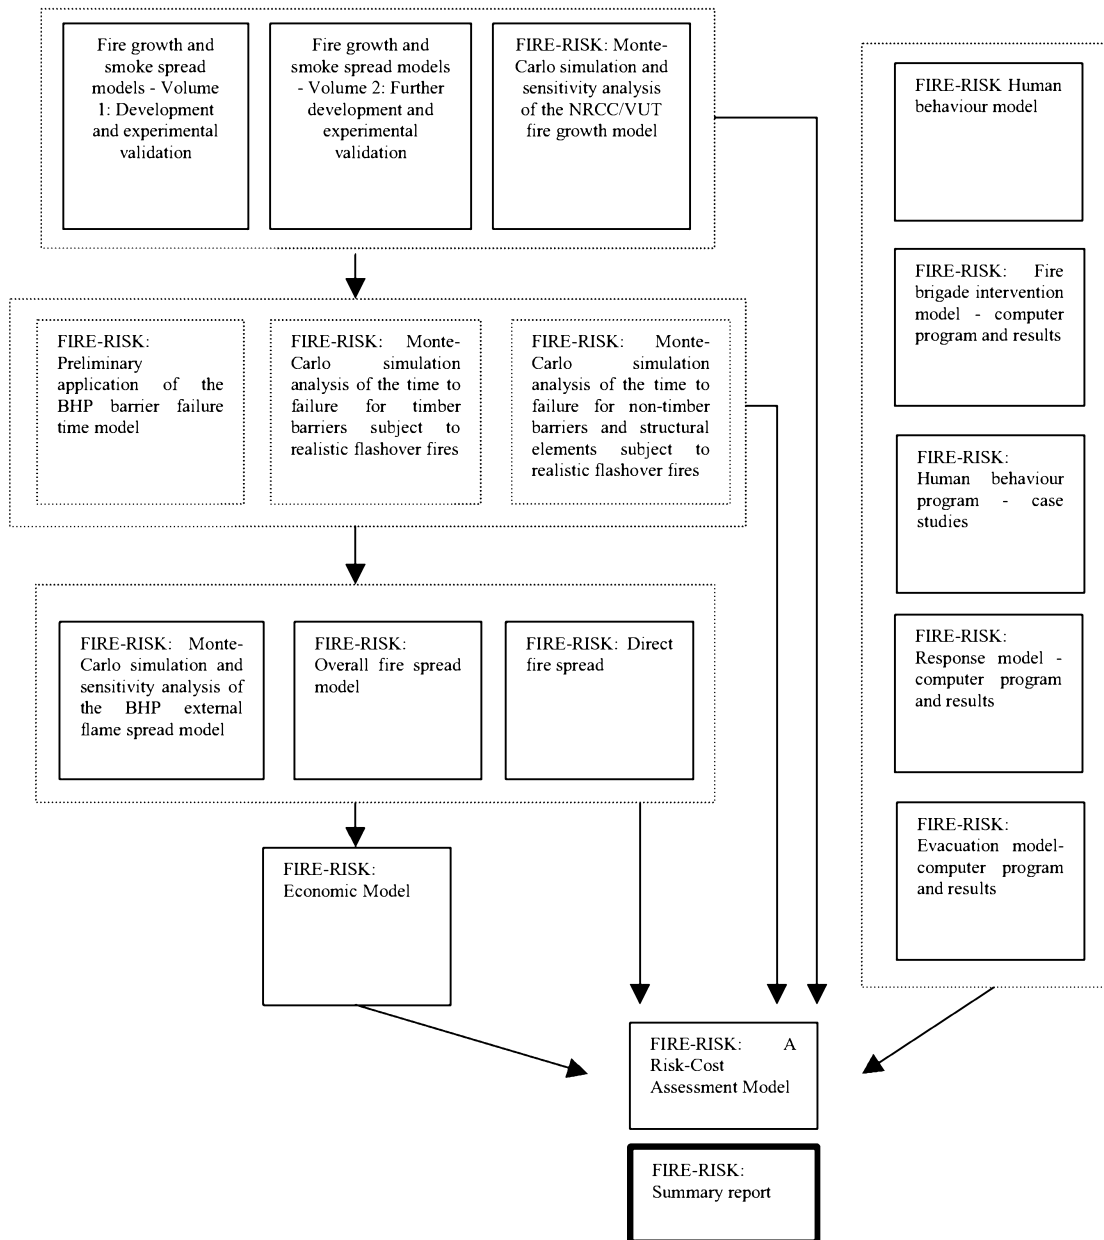 Fire growth and
smoke spread
models - Volume
1: Development
and experimental
validation
Fire growth and
smoke spread models
- Volume 2: Further
development and
experimental
validation
FIRE-RISK: Monte-
Carlo simulation and
sensitivity analysis
of the NRCC/VUT
fire growth model
FIRE-RISK:
Preliminary
application of the
BHP barrier failure
time model
FIRE-RISK: Monte-
Carlo simulation
analysis of the time to
failure for timber
barriers subject to
realistic flashover fires
FIRE-RISK: Monte-
Carlo simulation
analysis of the time to
failure for non-timber
barriers and structural
elements subject to
realistic flashover fires
FIRE-RISK: Monte-
Carlo simulation and
sensitivity analysis of
the BHP external
flame spread model
FIRE-RISK:
Overall fire spread
model
FIRE-RISK: Direct
fire spread
FIRE-RISK:
Economic Model
FIRE-RISK Human
behaviour model
FIRE-RISK: Fire
brigade intervention
model - computer
program and results
FIRE-RISK:
Human behaviour
program - case
studies
FIRE-RISK:
Response model -
computer program
and results
FIRE-RISK:
Evacuation model-
computer program
and results
FIRE-RISK: A
Risk-Cost
Assessment Model
FIRE-RISK:
Summary report